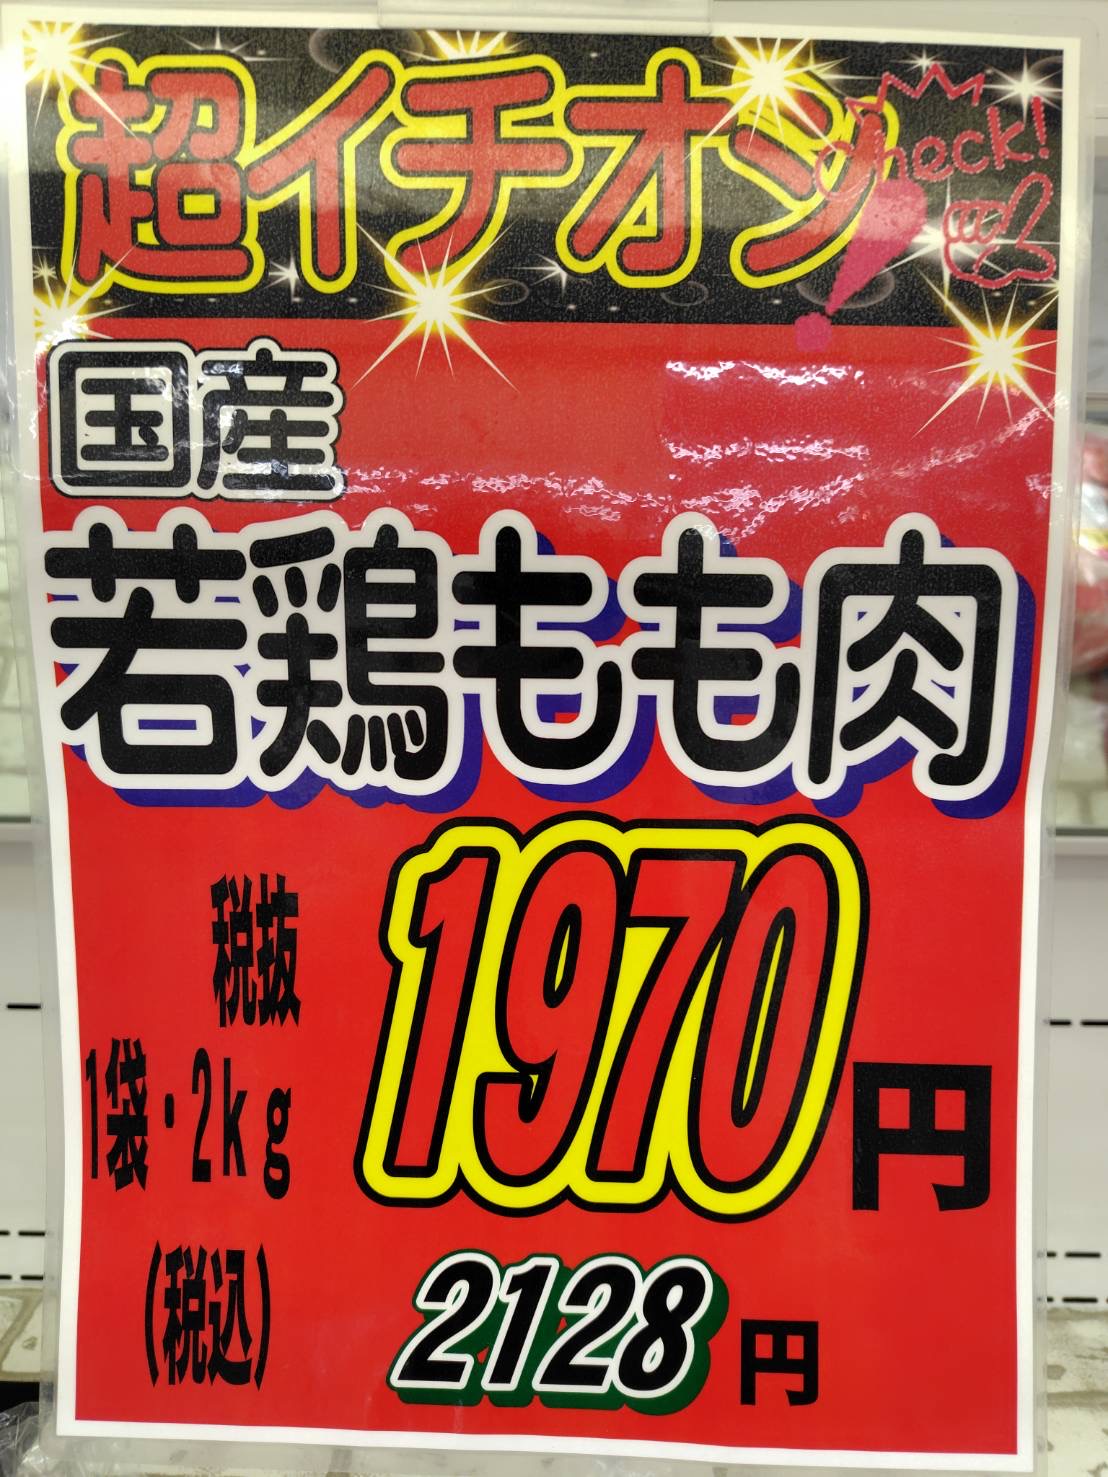 超イチオシ
check!
国産
若鶏もも肉
税抜
1袋・2kg
1970円
(税込)
2128円